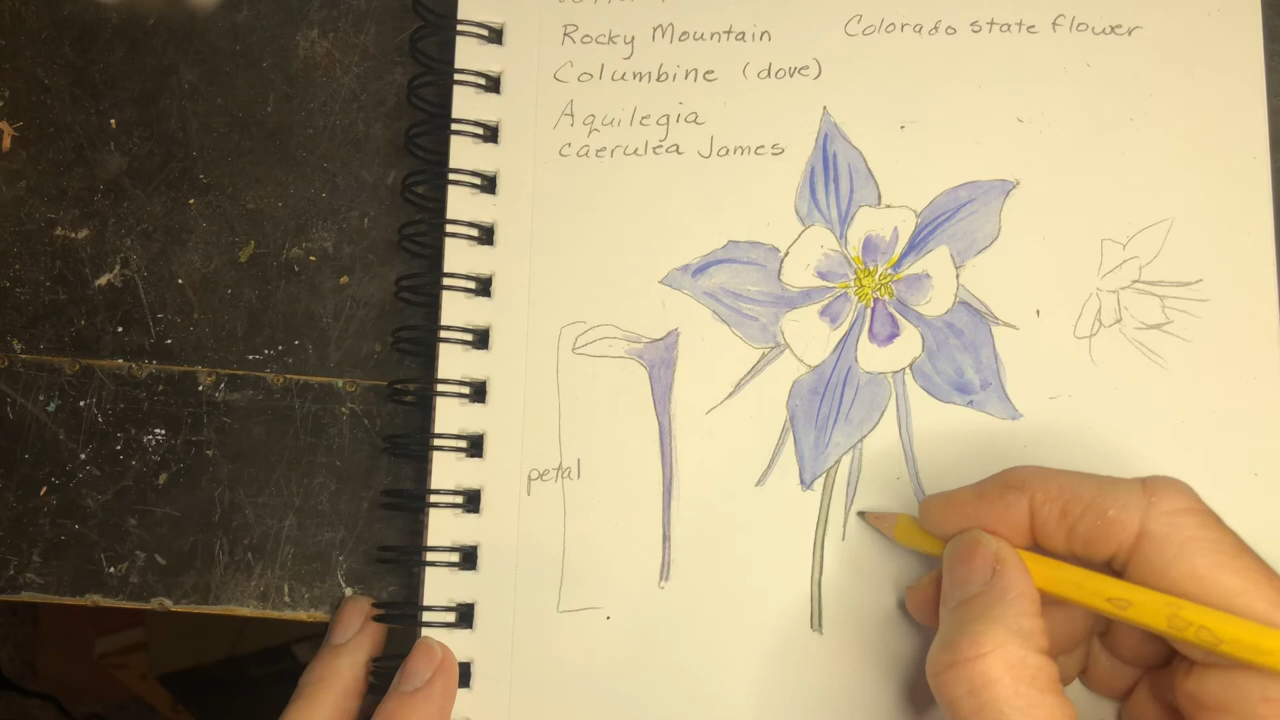 Rocky Mountain
Columbine (dove)
Aquilegia
caerulea James
Colorado state flower
petal